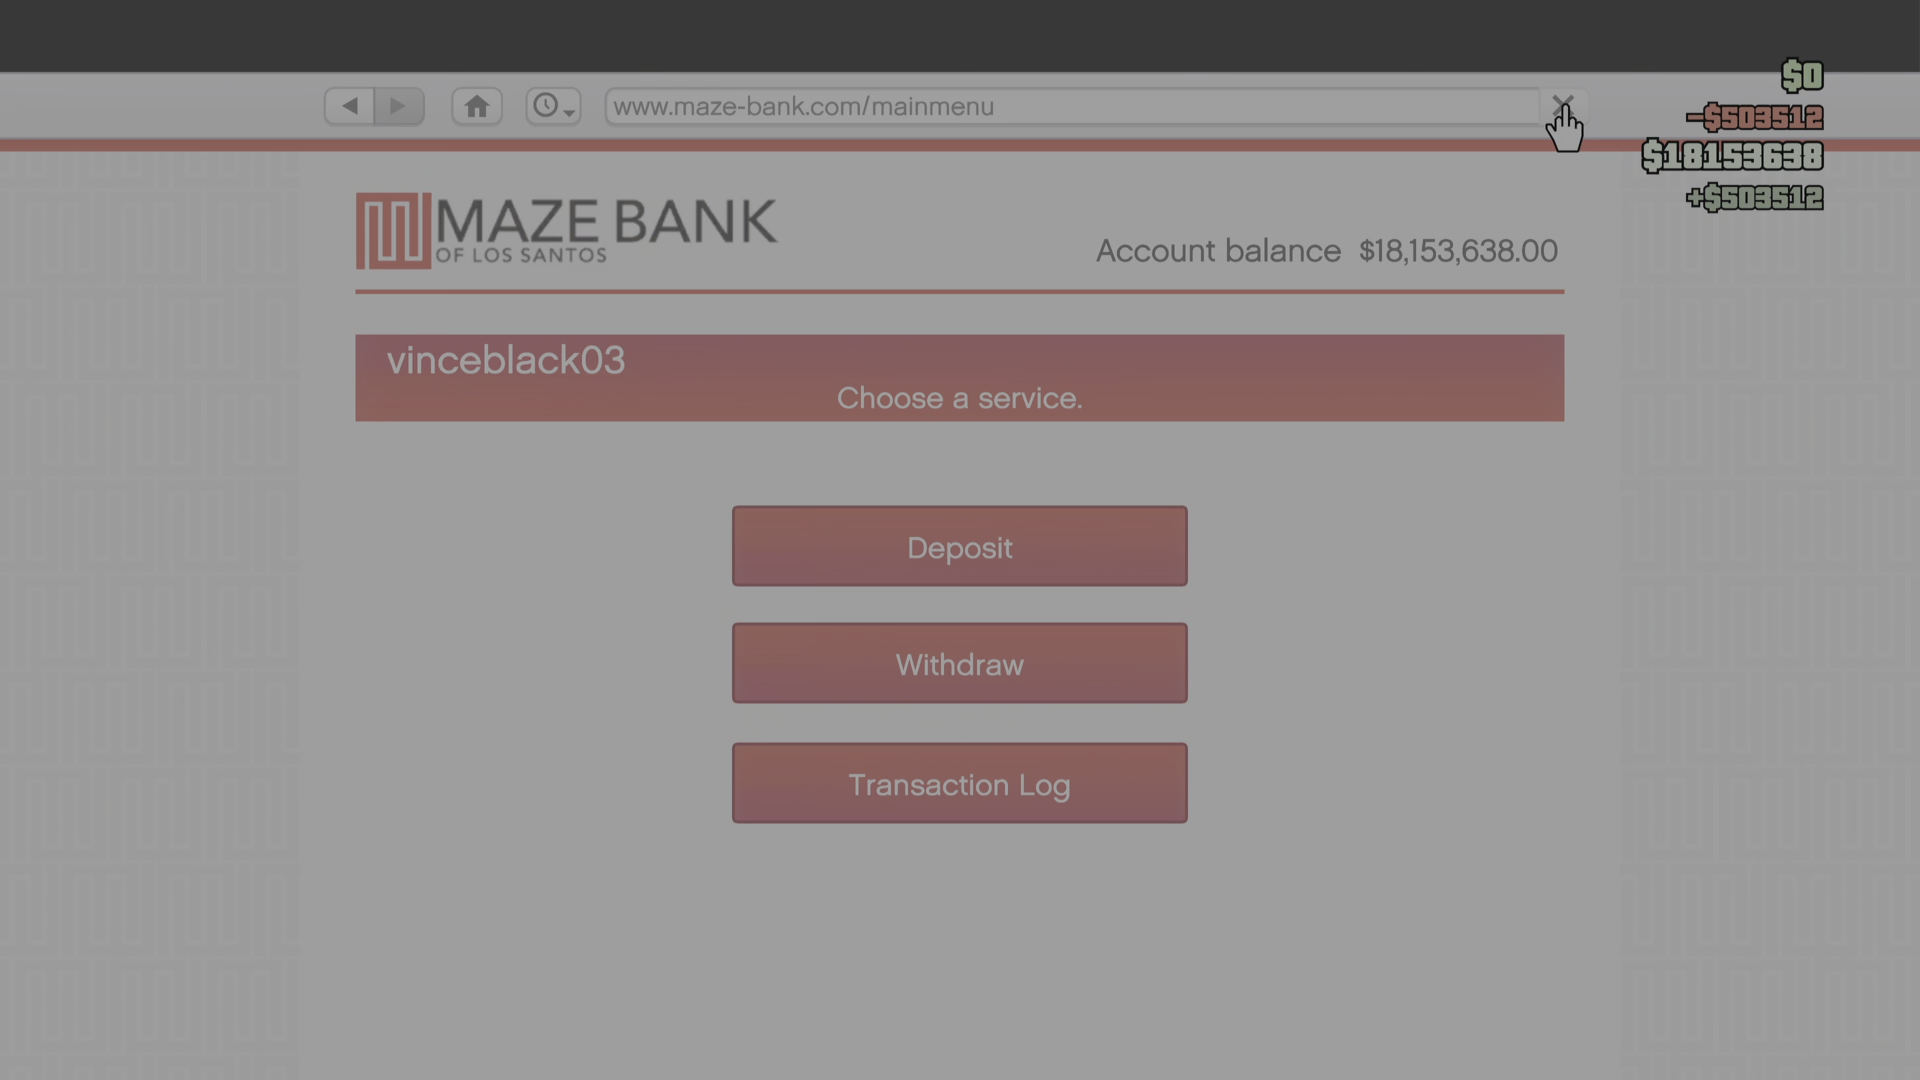 $0
www.maze-bank.com/mainmenu
-$503512
$18153638
+$503512
MAZE BANK
OF LOS SANTOS
Account balance $18,153,638.00
vinceblack03
Choose a service.
Deposit
Withdraw
Transaction Log